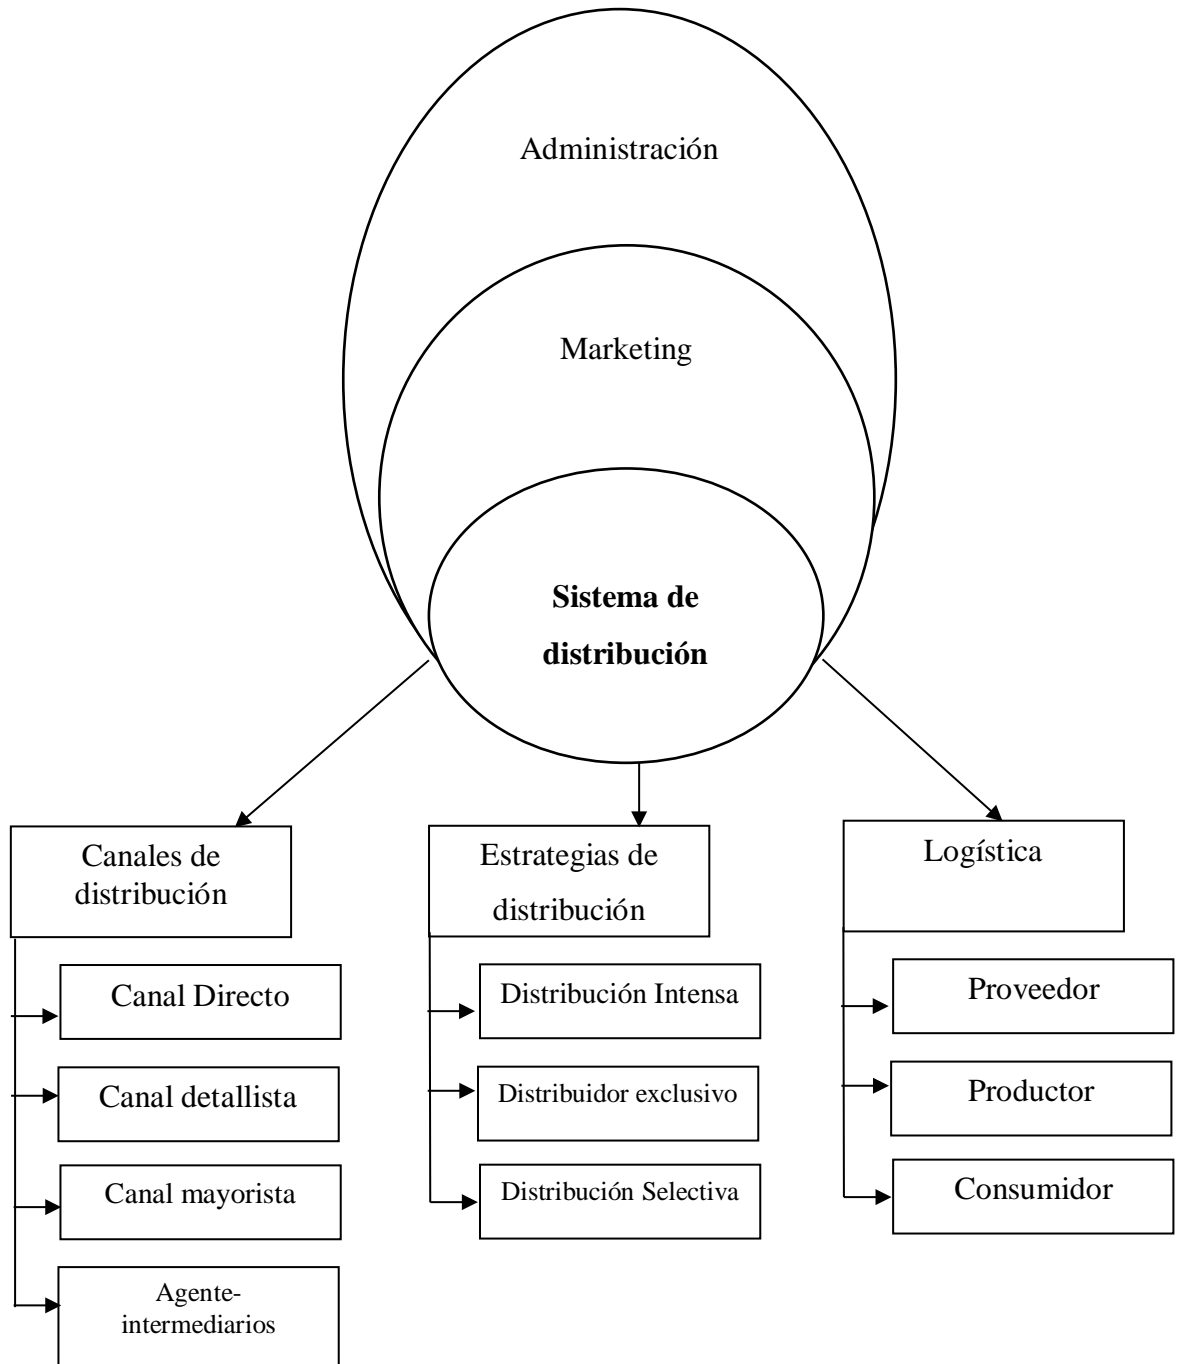 Administración
Marketing
Sistema de
distribución
Canales de
distribución
Canal Directo
Canal detallista
Canal mayorista
Agente-
intermediarios
Estrategias de
distribución
Distribución Intensa
Distribuidor exclusivo
Distribución Selectiva
Logística
Proveedor
Productor
Consumidor